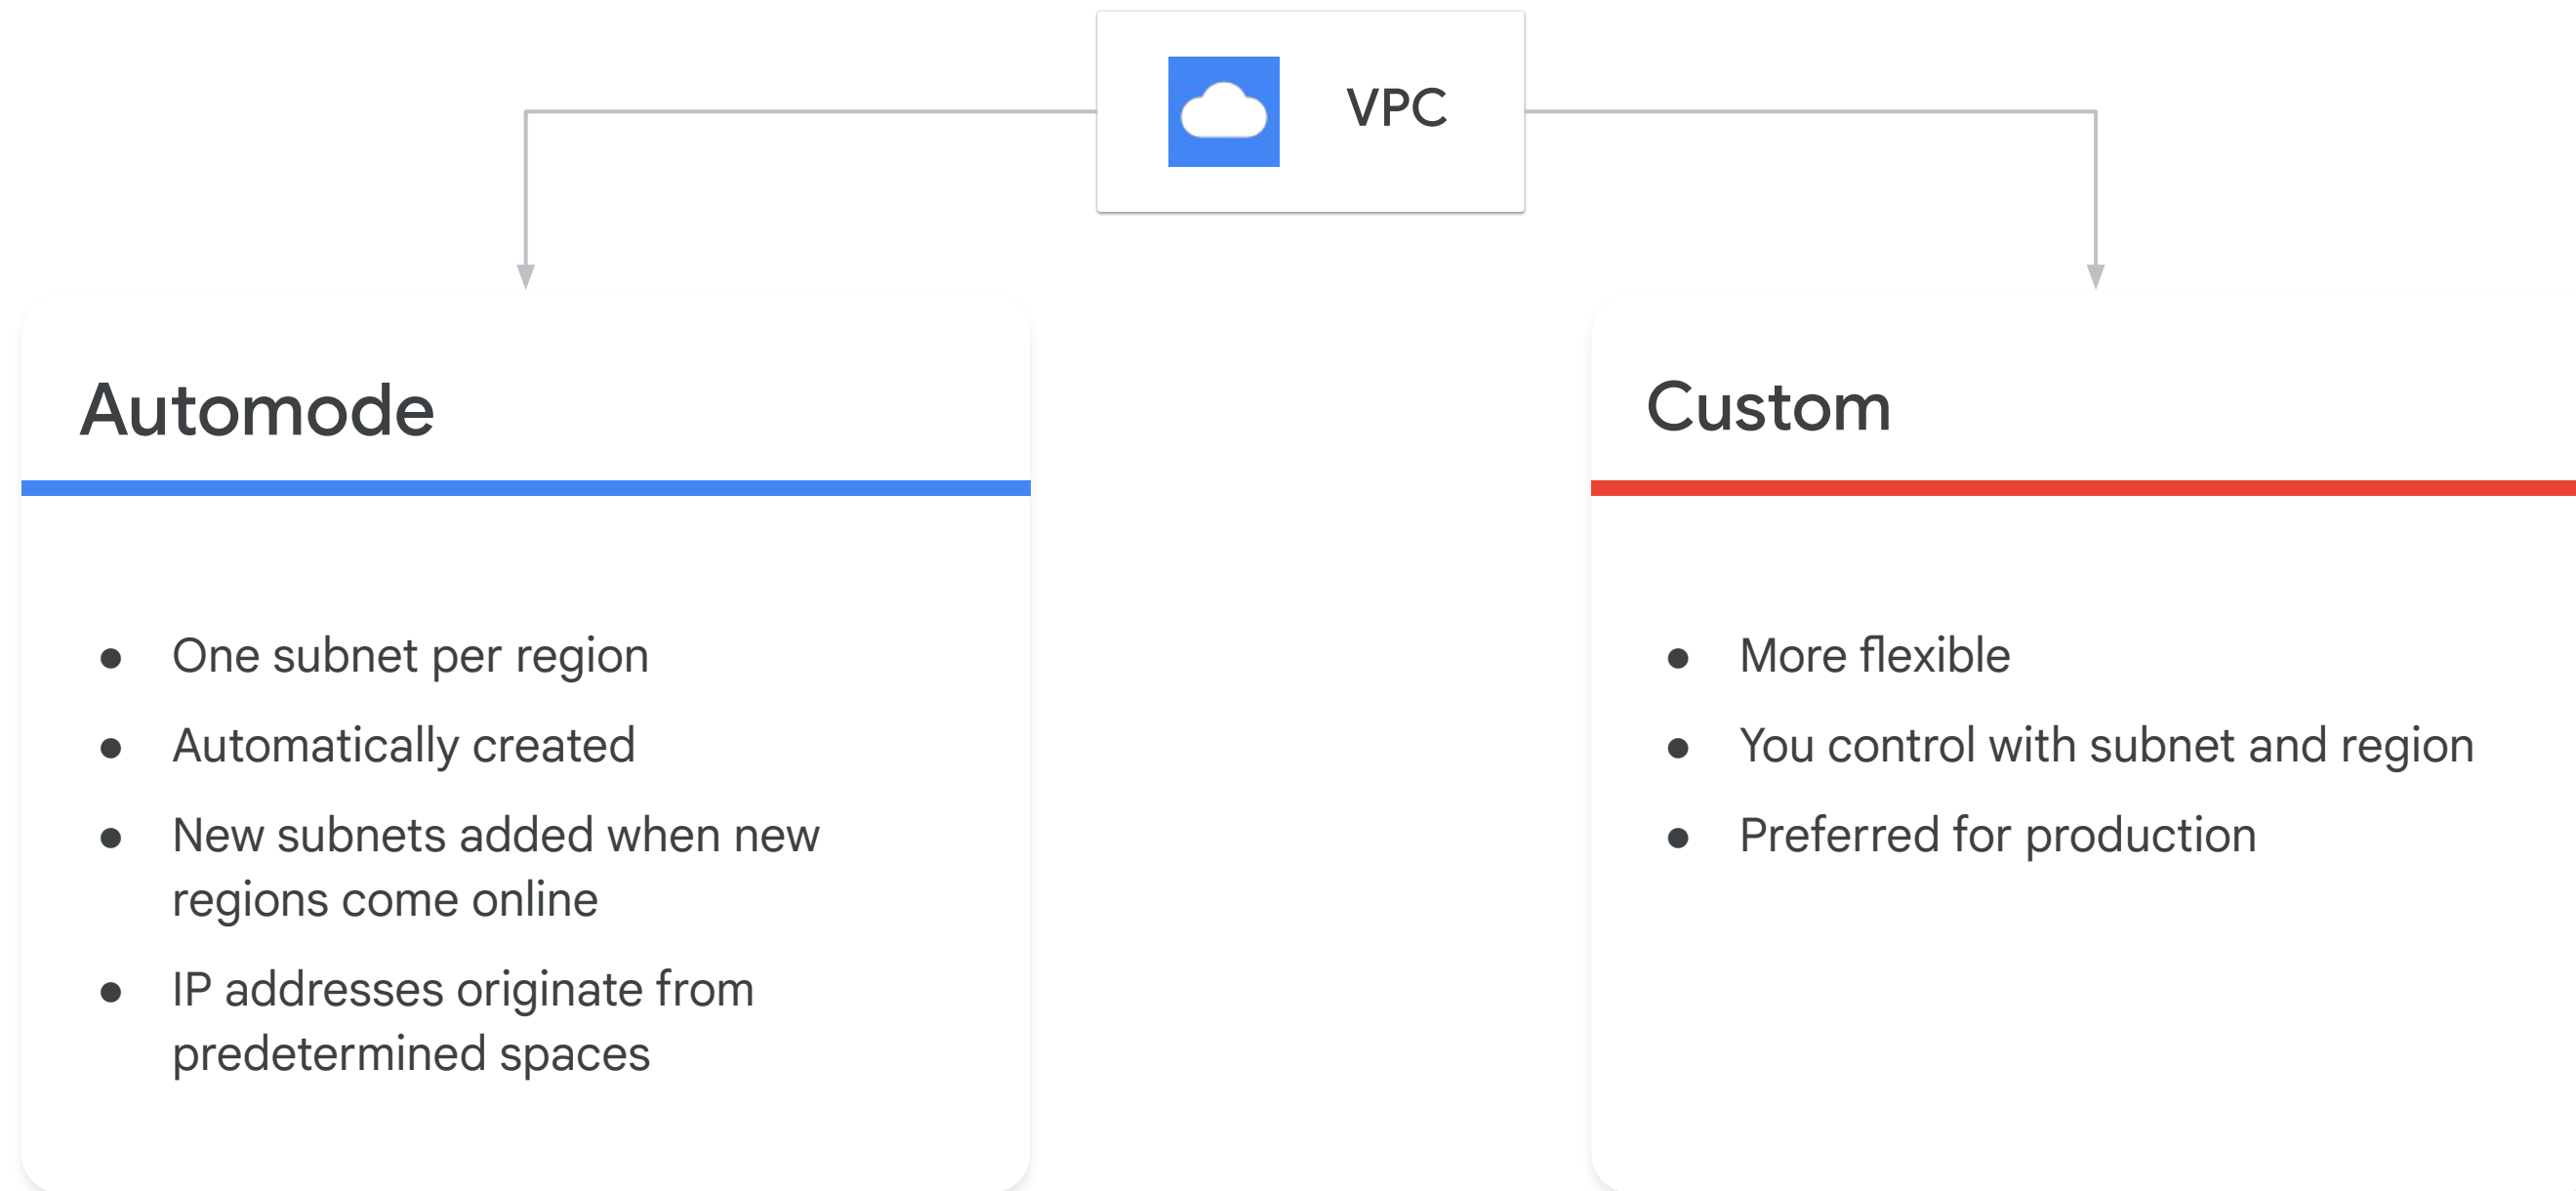 VPC
Automode
● One subnet per region
● Automatically created
● New subnets added when new
regions come online
● IP addresses originate from
predetermined spaces
Custom
● More flexible
● You control with subnet and region
● Preferred for production